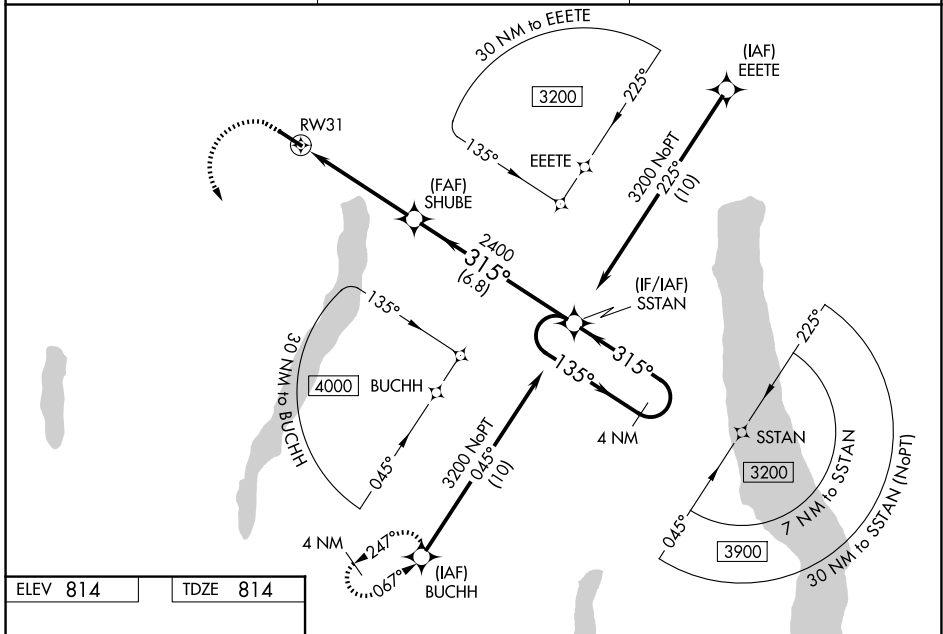 30 NM to EEETE
3200
225°
135°
EEETE
(IAF)
EEETE
3200 NoPT
225°
(10)
RW31
(FAF)
SHUBE
2400
315°
(6.8)
(IF/IAF)
SSTAN
135°
315°
4 NM
30 NM to BUCHH
135°
4000
BUCHH
045°
3200 NoPT
045°
(10)
225°
SSTAN
3200
7 NM to SSTAN
045°
3900
30 NM to SSTAN (NoPT)
4 NM
247°
067°
(IAF)
BUCHH
ELEV 814
TDZE 814